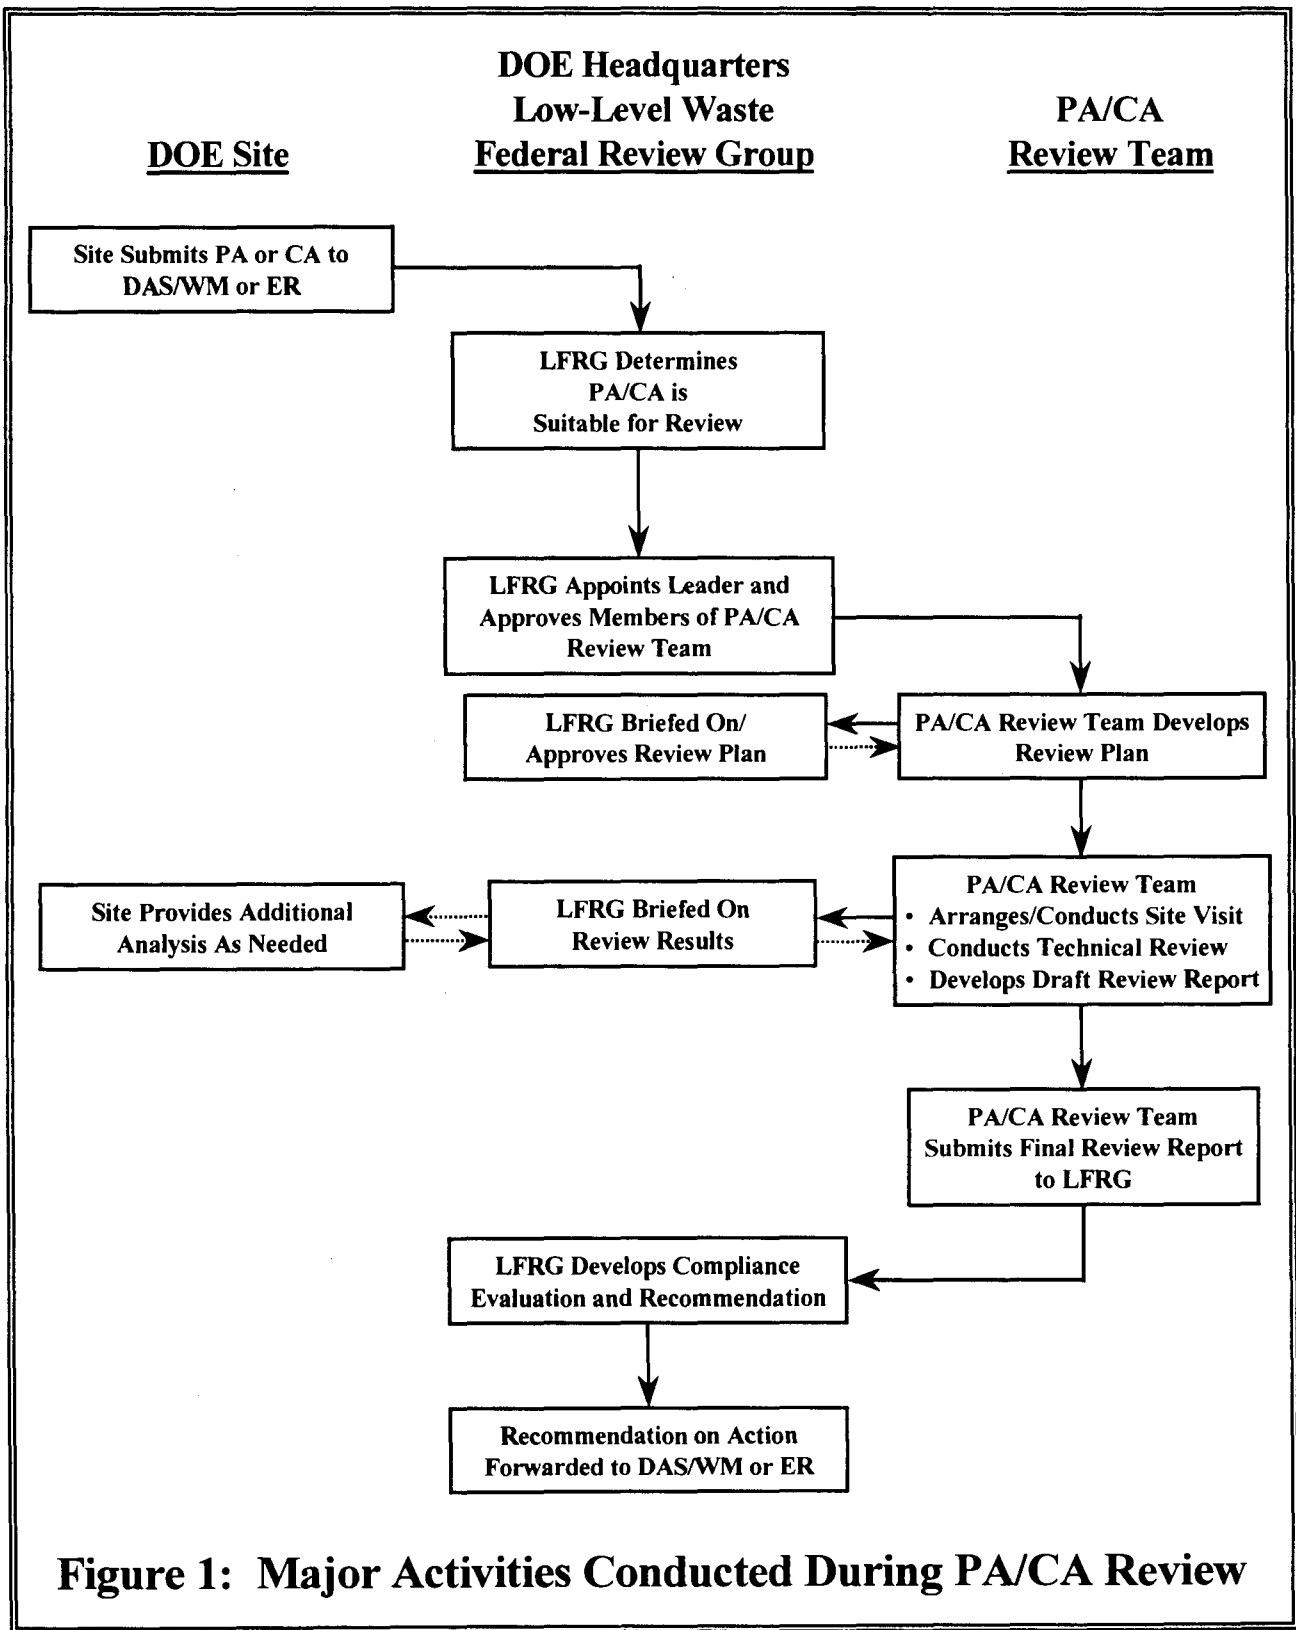 DOE Headquarters
Low-Level Waste
Federal Review Group
DOE Site
PA/CA
Review Team
Site Submits PA or CA to
DAS/WM or ER
LFRG Determines
PA/CA is
Suitable for Review
LFRG Appoints Leader and
Approves Members of PA/CA
Review Team
LFRG Briefed On/
Approves Review Plan
PA/CA Review Team Develops
Review Plan
Site Provides Additional
Analysis As Needed
LFRG Briefed On
Review Results
PA/CA Review Team
• Arranges/Conducts Site Visit
• Conducts Technical Review
• Develops Draft Review Report
PA/CA Review Team
Submits Final Review Report
to LFRG
LFRG Develops Compliance
Evaluation and Recommendation
Recommendation on Action
Forwarded to DAS/WM or ER
Figure 1: Major Activities Conducted During PA/CA Review